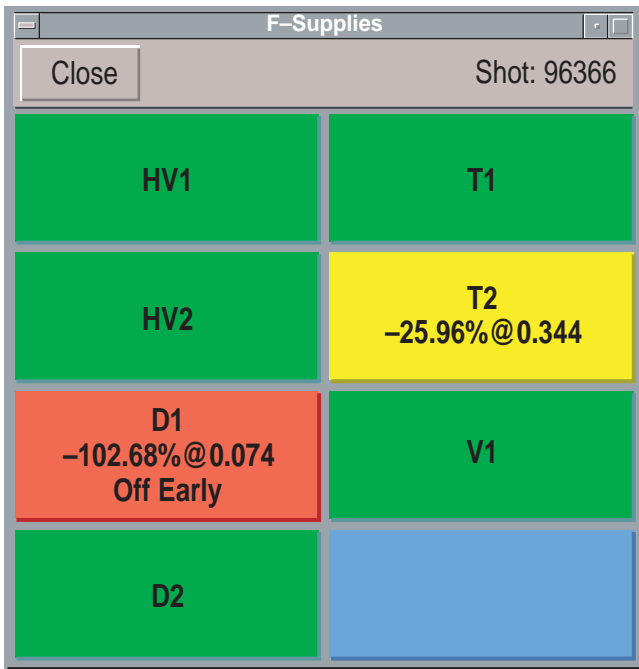 F–Supplies
Close
Shot: 96366
HV1
T1
HV2
T2
–25.96%@0.344
D1
–102.68%@0.074
Off Early
V1
D2